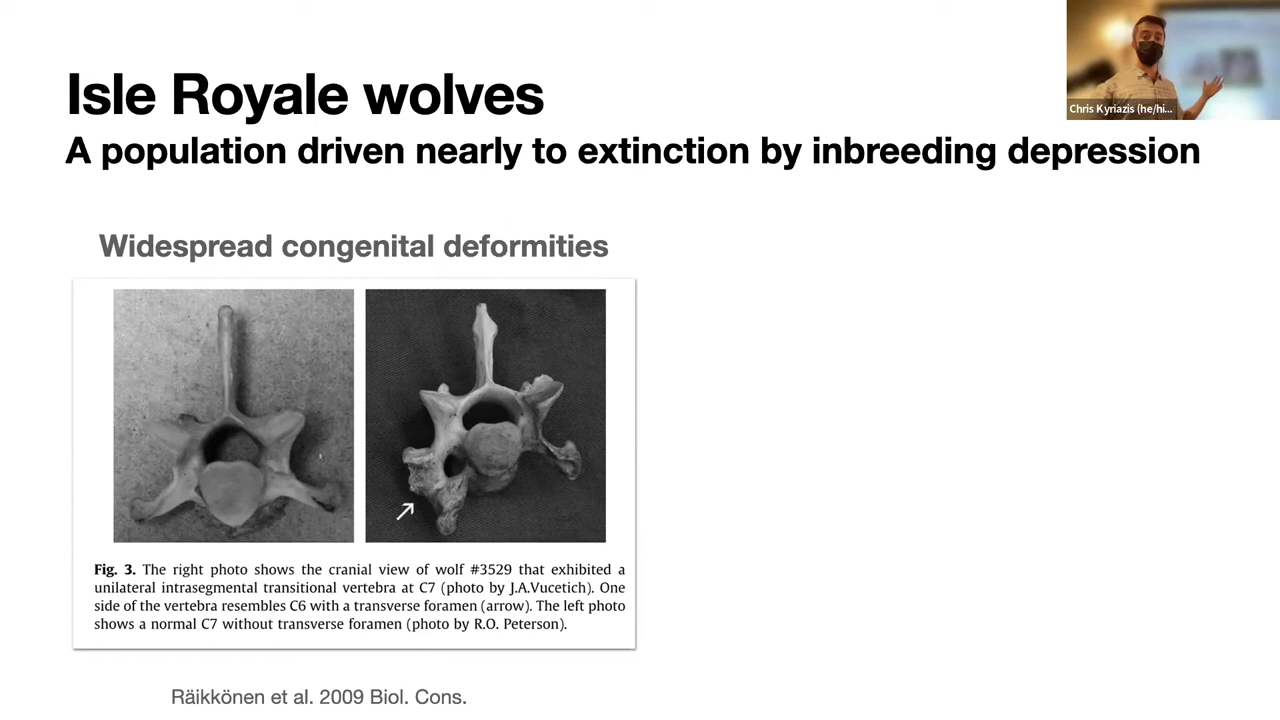 Isle Royale wolves
A population driven nearly to extinction by inbreeding depression
Chris Kyriazis (he/hi...
Widespread congenital deformities
Fig. 3. The right photo shows the cranial view of wolf #3529 that exhibited a
unilateral intrasegmental transitional vertebra at C7 (photo by J.A.Vucetich). One
side of the vertebra resembles C6 with a transverse foramen (arrow). The left photo
shows a normal C7 without transverse foramen (photo by R.O. Peterson).
Räikkönen et al. 2009 Biol. Cons.